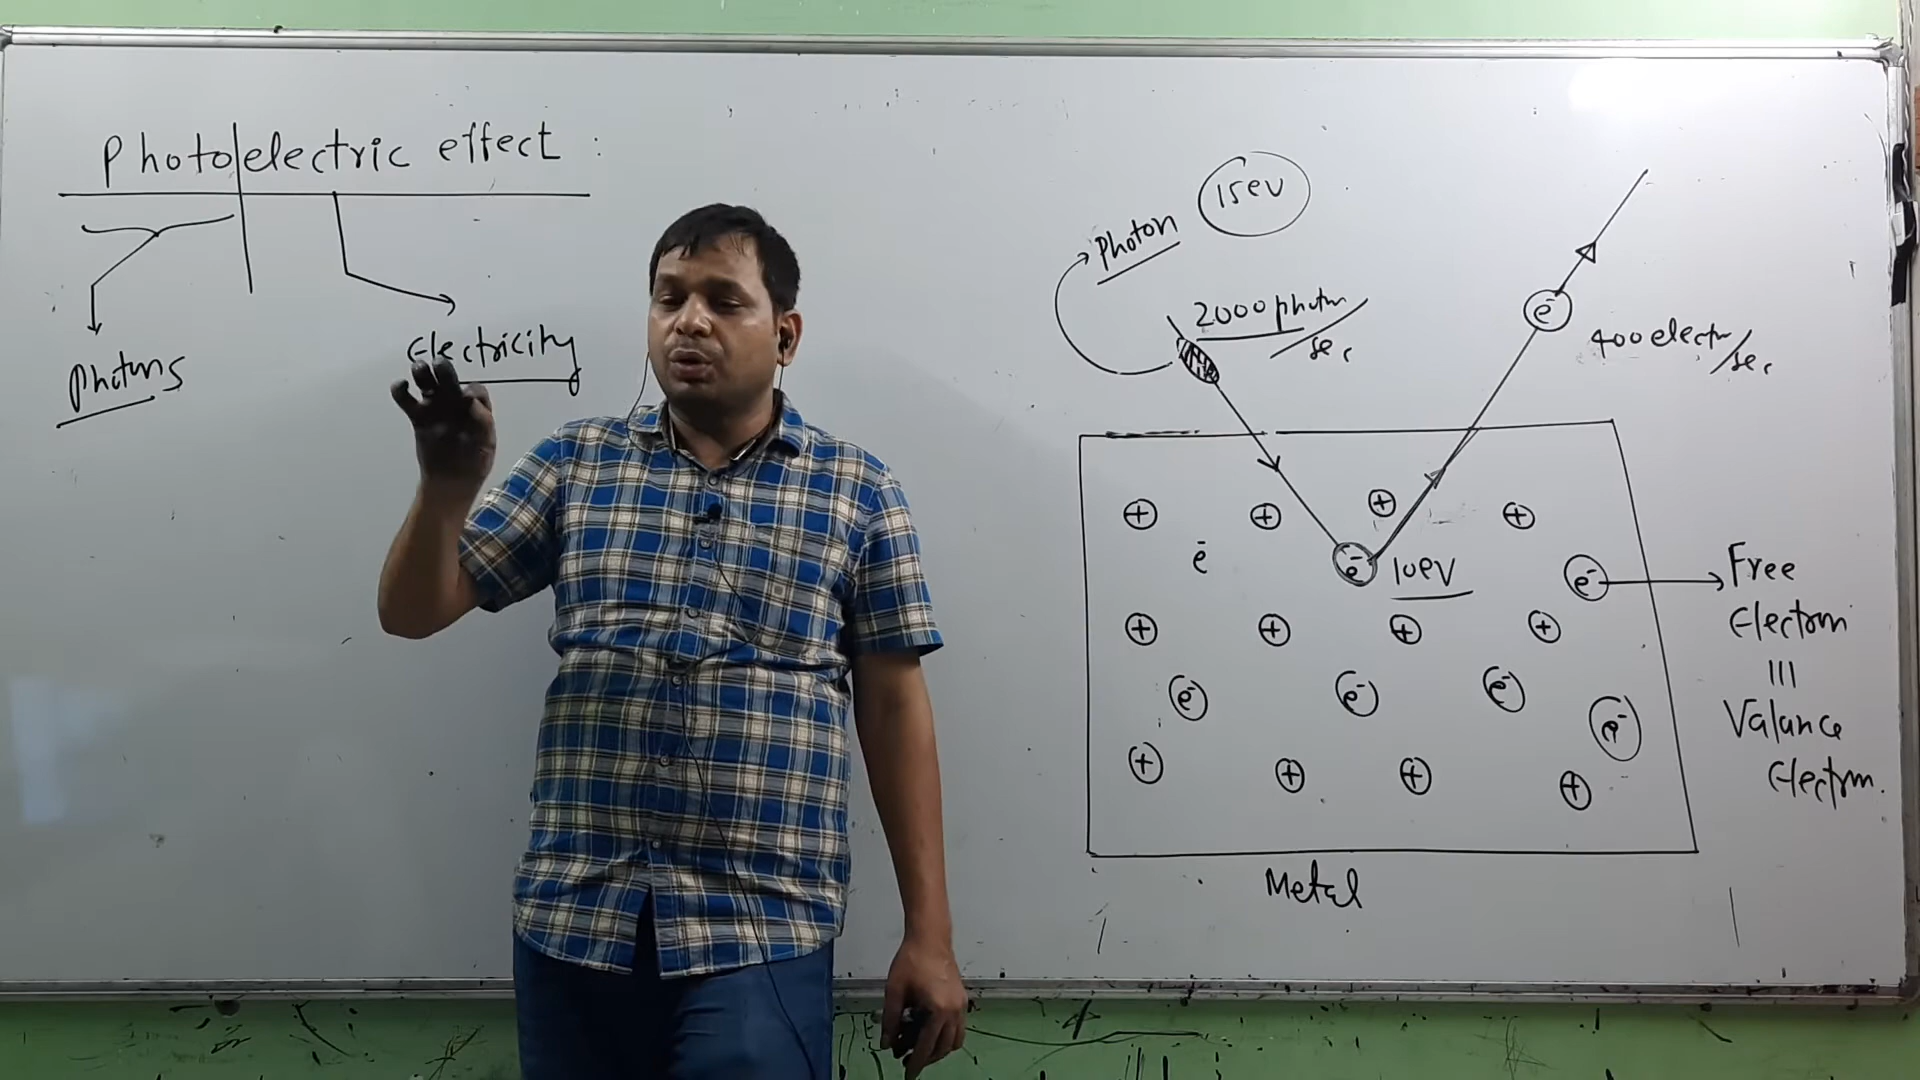 Photoelectric effect :
Photons
Electricity
Photon
15ev
2000 photon/sec
e-
400 electron/sec
+ + + +
e-
e-
10eV
e-
Free
Electron
≡
Valance
Electron.
+ + + +
e- e- e- e-
+ + + +
Metal